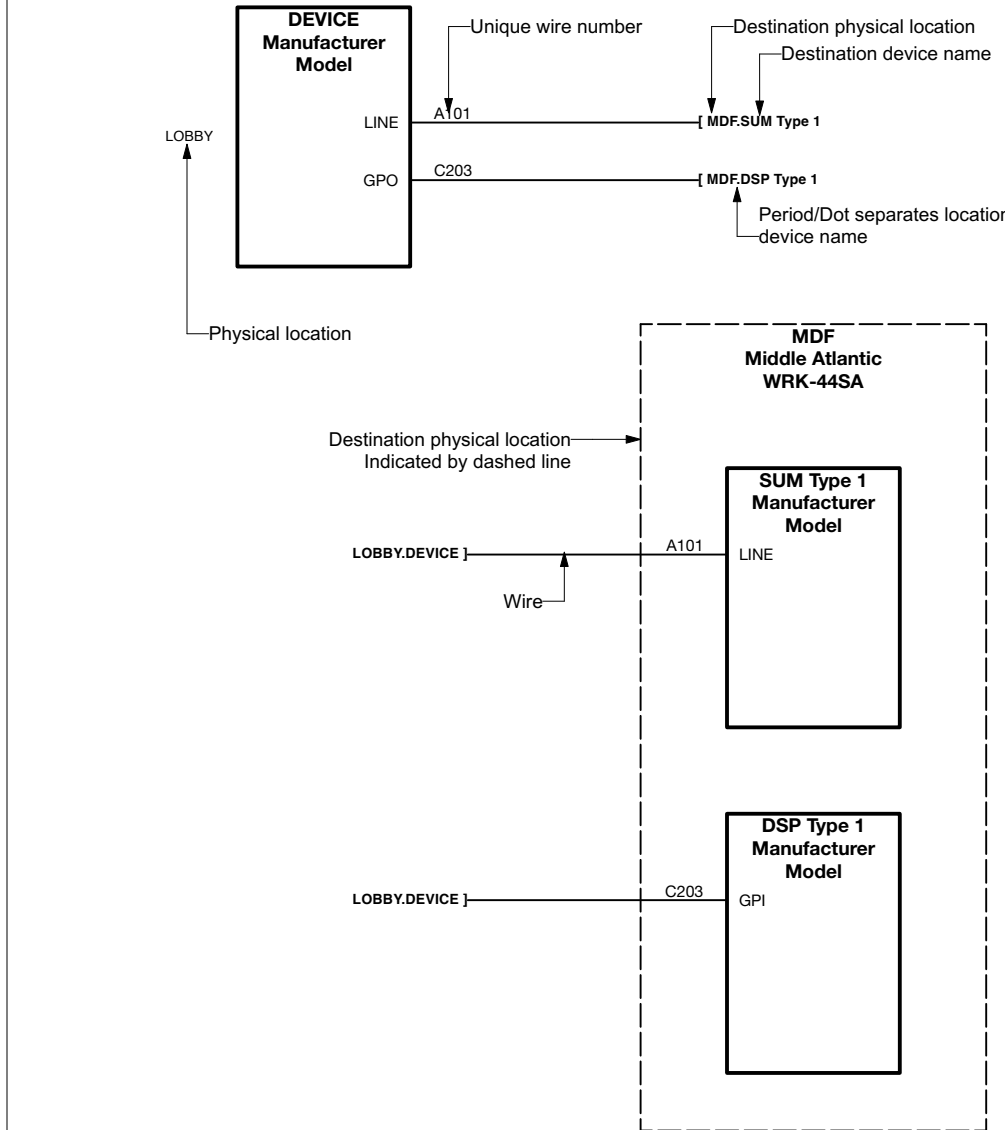 DEVICE
Manufacturer
Model
Unique wire number
Destination physical location
Destination device name
LINE
A101
[ MDF.SUM Type 1
LOBBY
GPO
C203
[ MDF.DSP Type 1
Period/Dot separates location
device name
Physical location
MDF
Middle Atlantic
WRK-44SA
Destination physical location
Indicated by dashed line
SUM Type 1
Manufacturer
Model
LOBBY.DEVICE ]
A101
LINE
Wire
DSP Type 1
Manufacturer
Model
LOBBY.DEVICE ]
C203
GPI